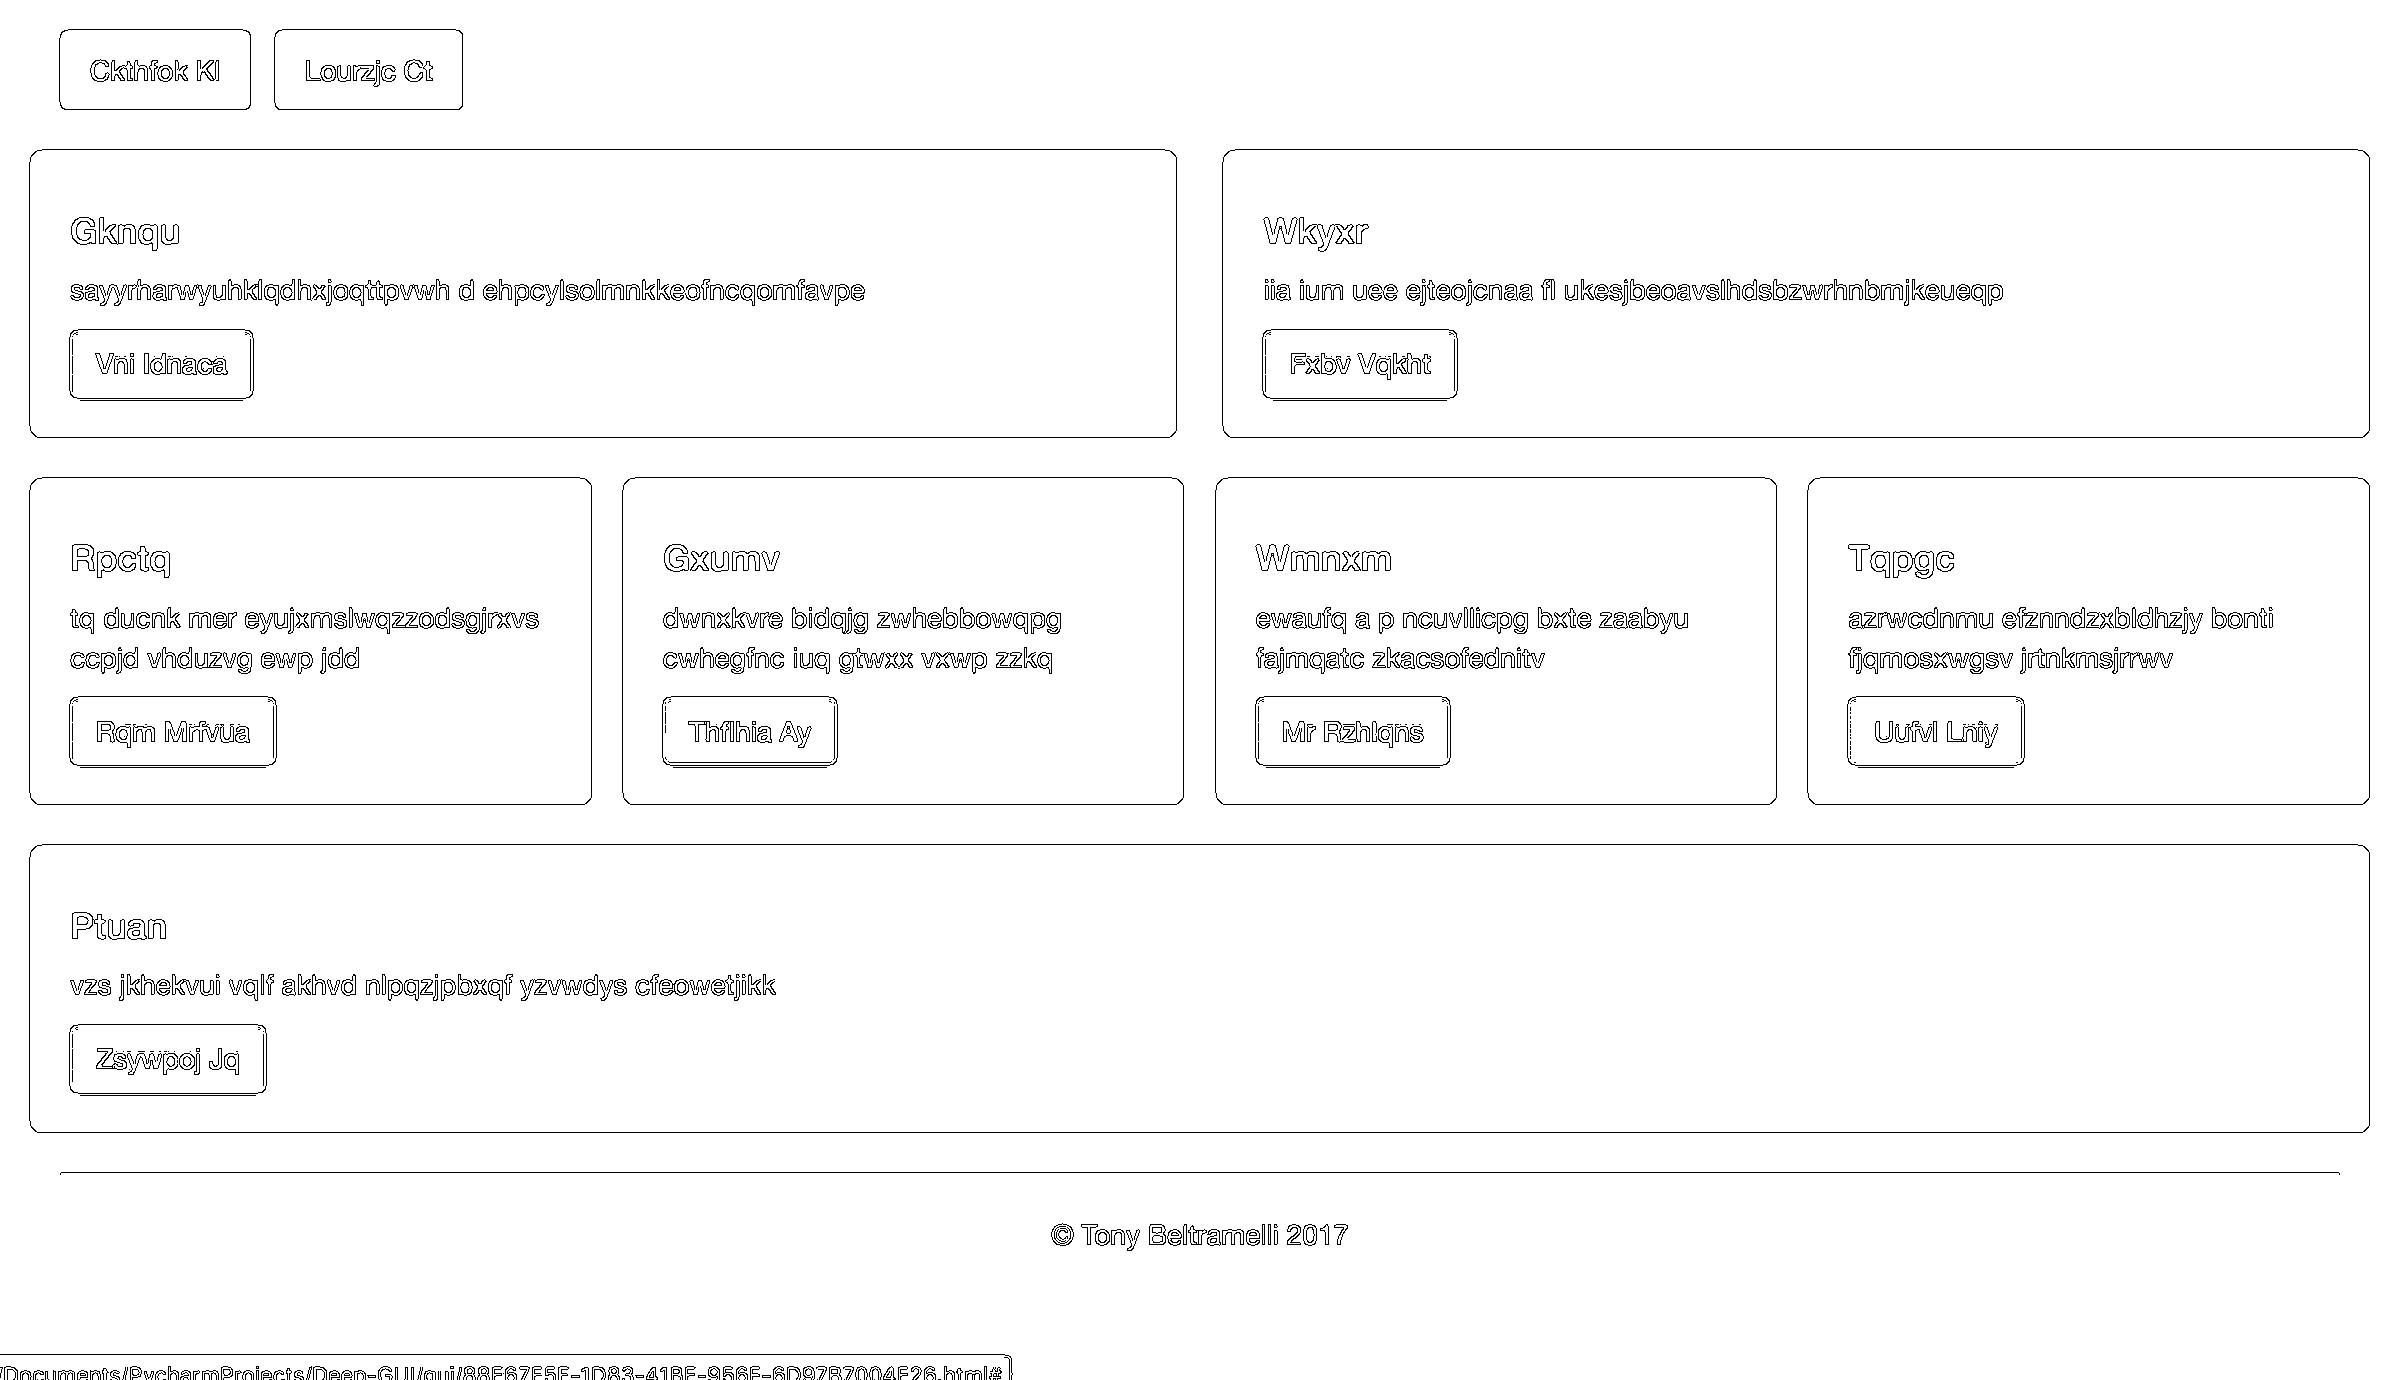 Ckthfok Kl
Lourzjc Ct
Gknqu
sayyrharwyuhklqdhxjoqttpvwh d ehpcylsolmnkkeofncqomfavpe
Vni Idnaca
Wkyxr
iia ium uee ejteojcnaa fl ukesjbeoavslhdsbzwrhnbmjkeueqp
Fxbv Vqkht
Rpctq
tq ducnk mer eyujxmslwqzzodsgjrxvs
ccpjd vhduzvg ewp jdd
Rqm Mrfvua
Gxumv
dwnxkvre bidqjg zwhebbowqpg
cwhegfnc iuq gtwxx vxwp zzkq
Thflhia Ay
Wmnxm
ewaufq a p ncuvllicpg bxte zaabyu
fajmqatc zkacsofednitv
Mr Rzhlqns
Tqpgc
azrwcdnmu efznndzxbldhzjy bonti
fjqmosxwgsv jrtnkmsjrrwv
Uufvl Lniy
Ptuan
vzs jkhekvui vqlf akhvd nlpqzjpbxqf yzvwdys cfeowetjikk
Zsywpoj Jq
© Tony Beltramelli 2017
/Documents/PycharmProjects/Deep-GUI/gui/88E67E5E-1D83-41BE-956E-6D97B7004E26.html#